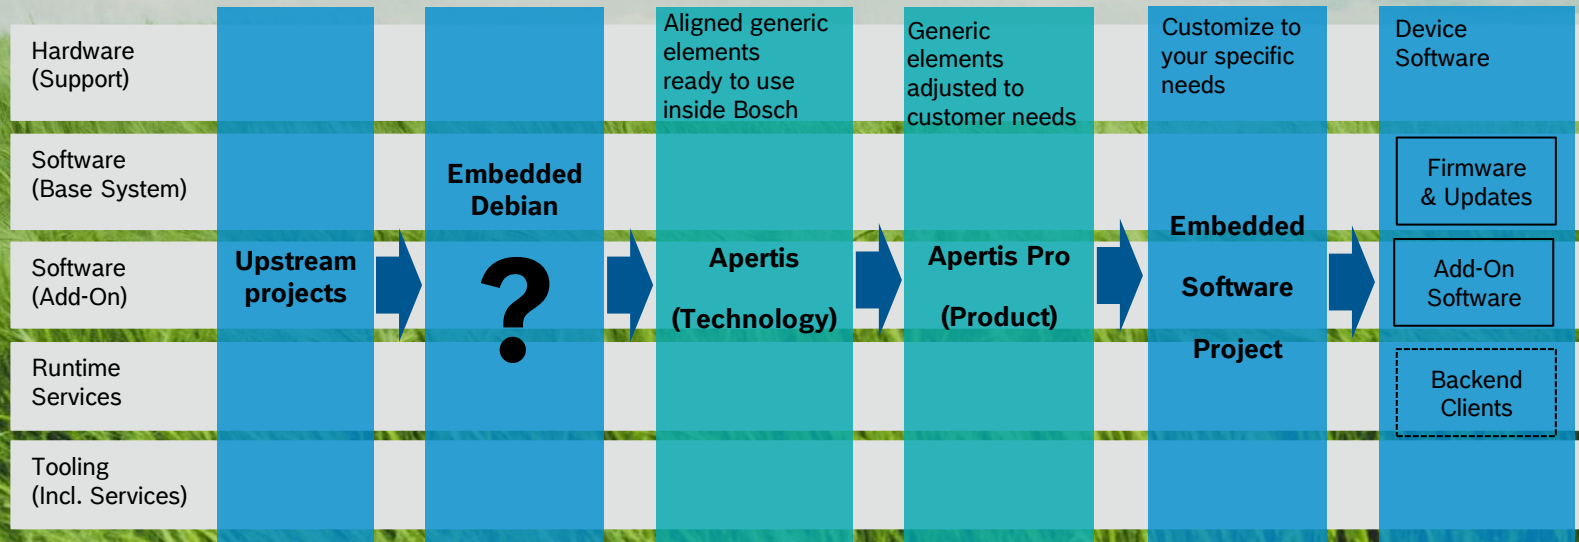 Hardware
(Support)
Software
(Base System)
Software
(Add-On)
Runtime
Services
Tooling
(Incl. Services)
Upstream
projects
Embedded
Debian
?
Aligned generic
elements
ready to use
inside Bosch
Apertis
(Technology)
Generic
elements
adjusted to
customer needs
Apertis Pro
(Product)
Customize to
your specific
needs
Embedded
Software
Project
Device
Software
Firmware
& Updates
Add-On
Software
Backend
Clients